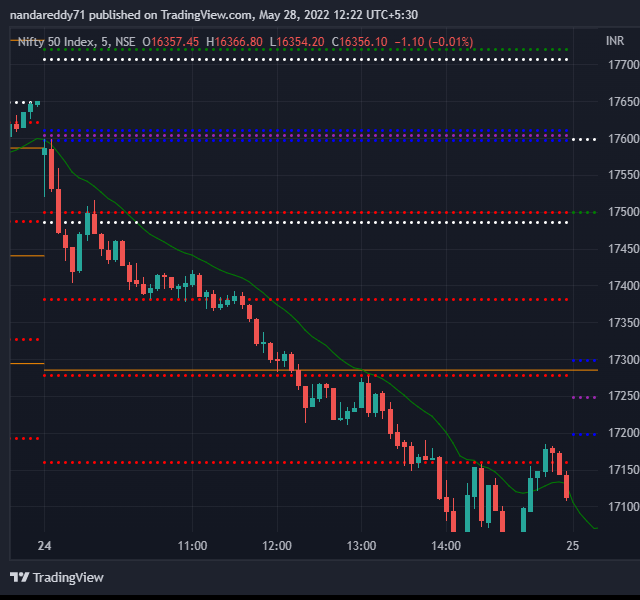 nandareddy71 published on TradingView.com, May 28, 2022 12:22 UTC+5:30
Nifty 50 Index, 5, NSE O16357.45 H16366.80 L16354.20 C16356.10 −1.10 (−0.01%)
INR
17700
17650
17600
17550
17500
17450
17400
17350
17300
17250
17200
17150
17100
24 11:00 12:00 13:00 14:00 25
TradingView